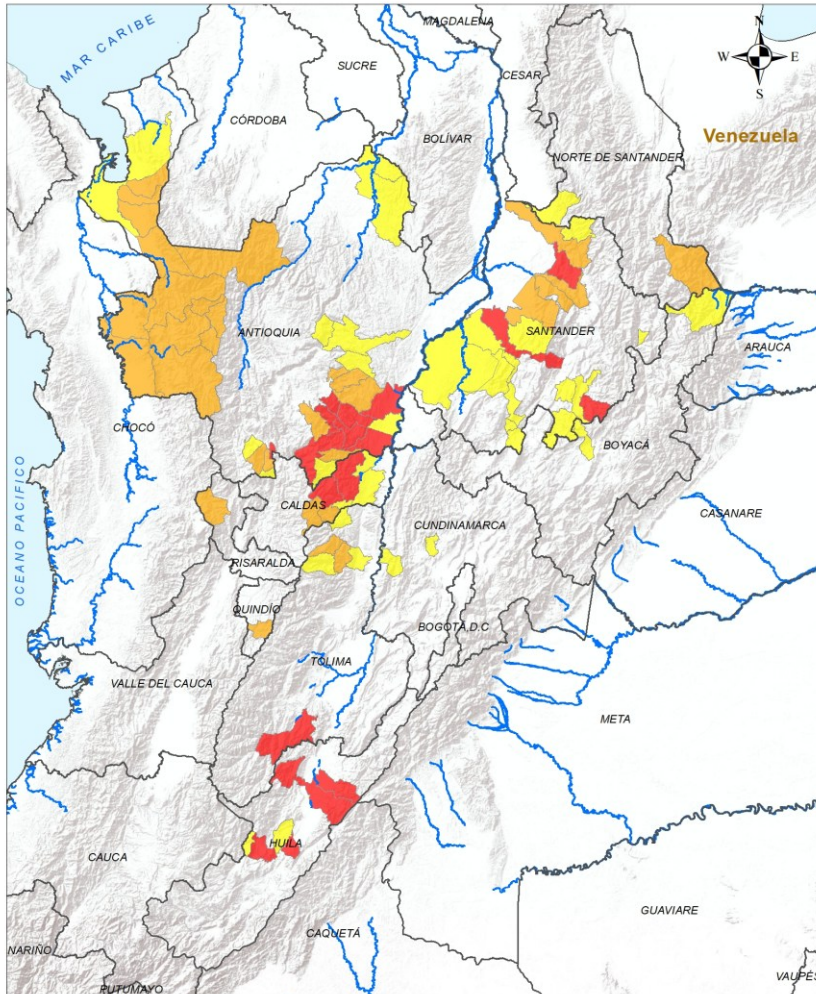 MAGDALENA
N
MAR CARIBE
SUCRE
CESAR
W
E
CÓRDOBA
S
BOLÍVAR
Venezuela
NORTE DE SANTANDER
ANTIOQUIA
SANTANDER
ARAUCA
CHOCÓ
BOYACÁ
OCEANO PACIFICO
CALDAS
CASANARE
CUNDINAMARCA
RISARALDA
QUINDÍO
BOGOTÁ, D.C
TOLIMA
VALLE DEL CAUCA
META
HUILA
CAUCA
GUAVIARE
CAQUETÁ
NARIÑO
PUTUMAYO
VAUPÉS